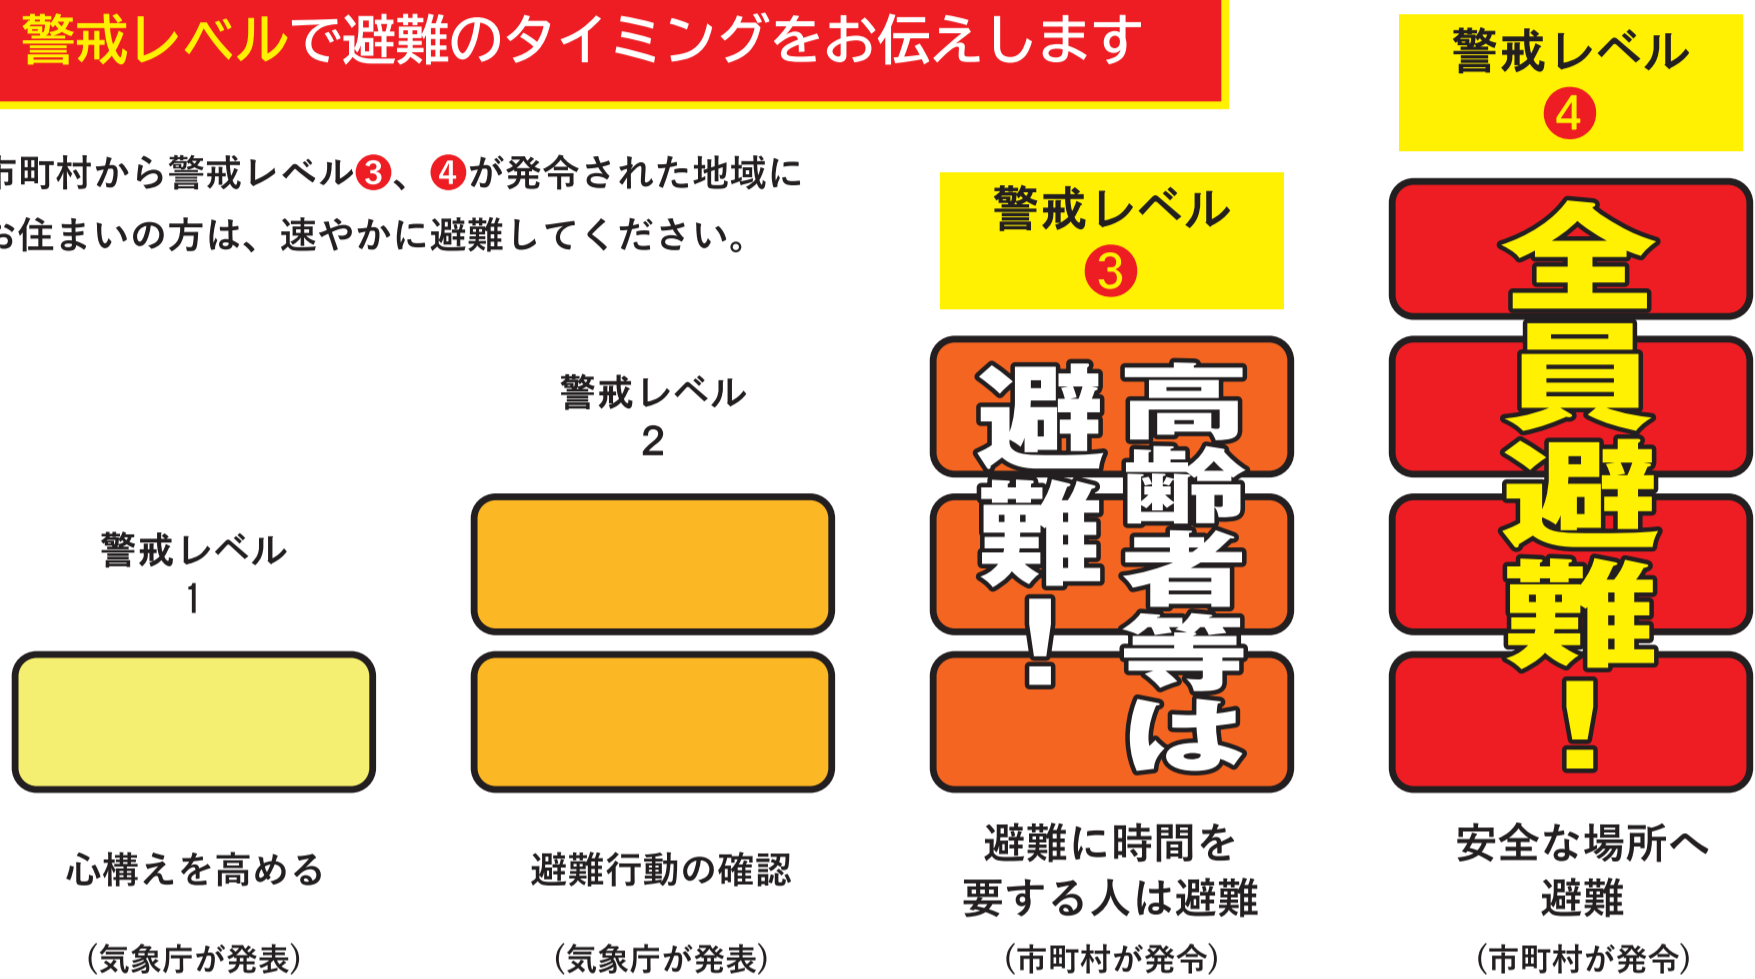 警戒レベルで避難のタイミングをお伝えします
市町村から警戒レベル❸、❹が発令された地域に
お住まいの方は、速やかに避難してください。
警戒レベル
1
心構えを高める
（気象庁が発表）
警戒レベル
2
避難行動の確認
（気象庁が発表）
警戒レベル
❸
高齢者等は
避難！
避難に時間を
要する人は避難
（市町村が発令）
警戒レベル
❹
全員避難！
安全な場所へ
避難
（市町村が発令）